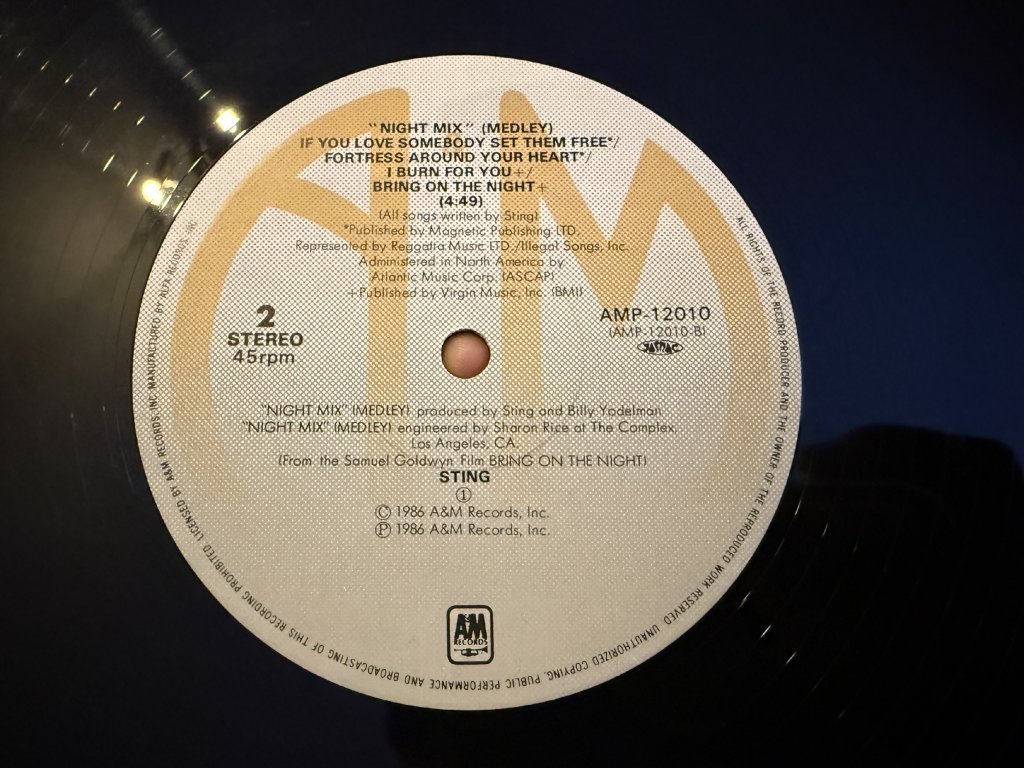 "NIGHT MIX" (MEDLEY)
IF YOU LOVE SOMEBODY SET THEM FREE*/
FORTRESS AROUND YOUR HEART*/
I BURN FOR YOU+/
BRING ON THE NIGHT+
(4:49)
(All songs written by Sting)
*Published by Magnetic Publishing LTD.
Represented by Reggatta Music LTD./Illegal Songs, Inc.
Administered in North America by
Atlantic Music Corp. (ASCAP)
+Published by Virgin Music, Inc. (BMI)
2
STEREO
45rpm
AMP-12010
(AMP-12010-B)
JASRAC
"NIGHT MIX" (MEDLEY) produced by Sting and Billy Yodelman
"NIGHT MIX" (MEDLEY) engineered by Sharon Rice at The Complex,
Los Angeles, CA.
(From the Samuel Goldwyn Film BRING ON THE NIGHT)
STING
①
Ⓒ 1986 A&M Records, Inc.
Ⓟ 1986 A&M Records, Inc.
A&M
RECORDS
ALL RIGHTS OF THE RECORD PRODUCER AND THE OWNER OF THE REPRODUCED WORK RESERVED. UNAUTHORIZED COPYING, PUBLIC PERFORMANCE AND BROADCASTING OF THIS RECORDING PROHIBITED. LICENSED BY A&M RECORDS, INC. MANUFACTURED BY ALFA RECORDS, INC.